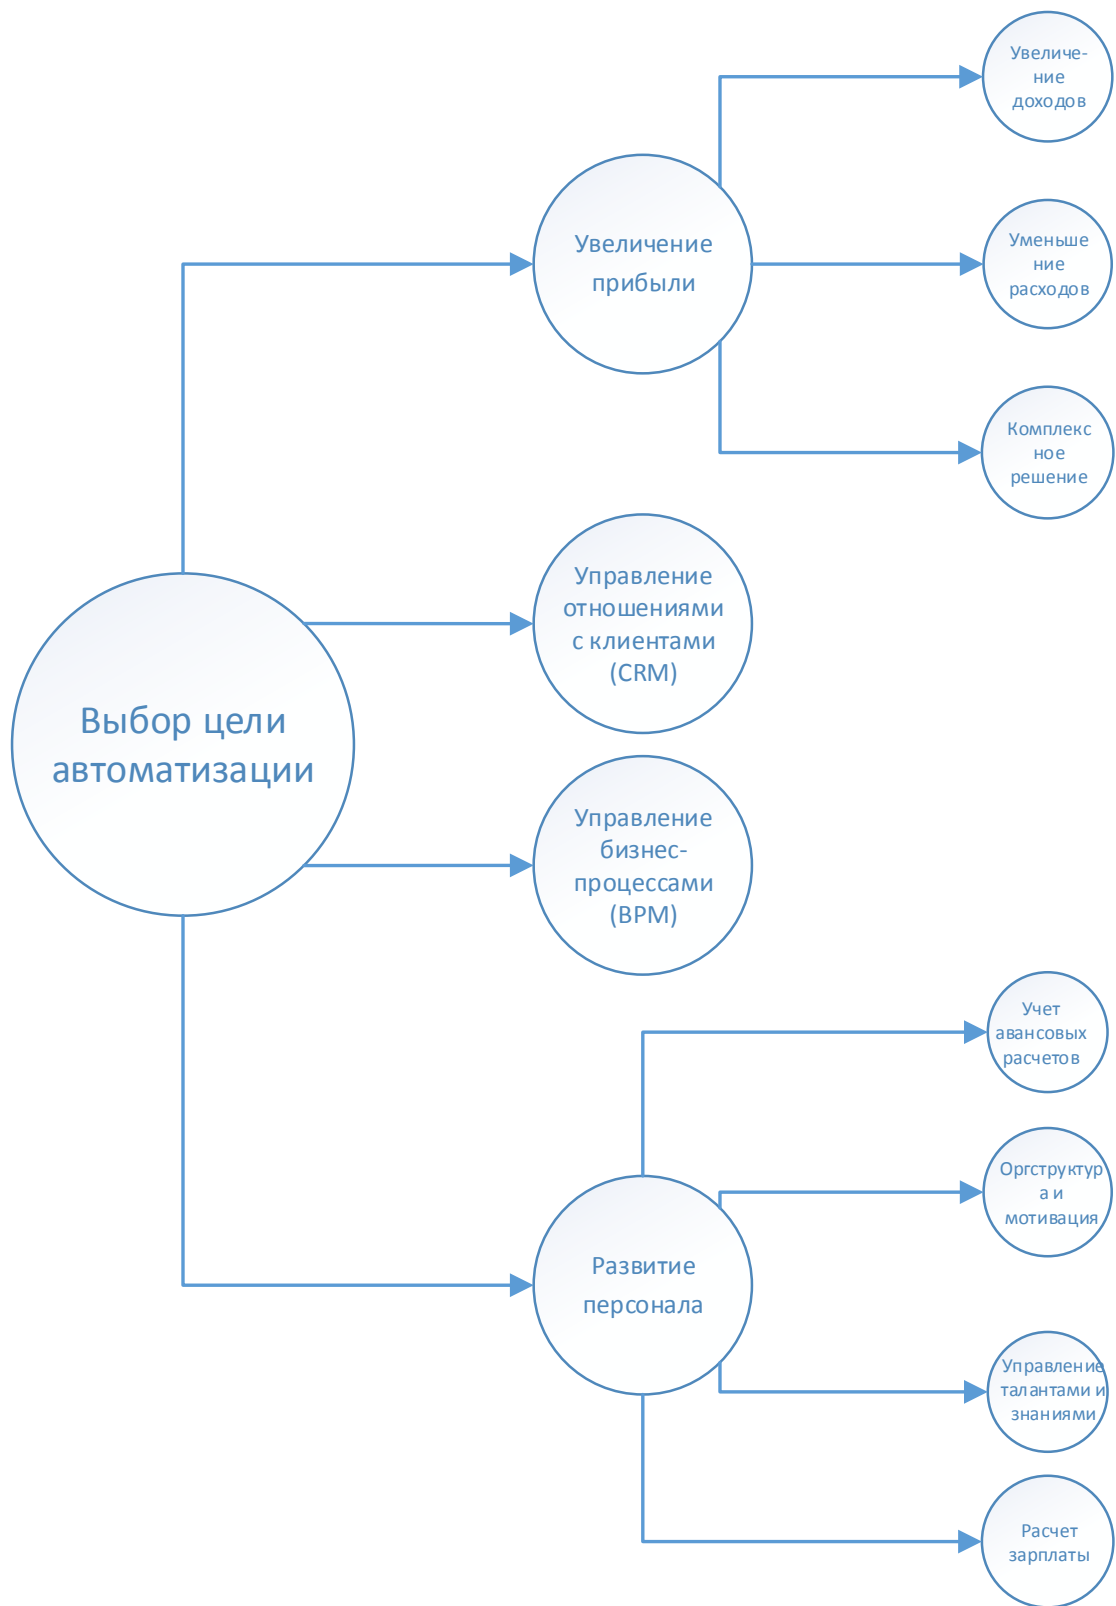 Увеличе-
ние
доходов
Увеличение
прибыли
Уменьше
ние
расходов
Комплекс
ное
решение
Управление
отношениями
с клиентами
(CRM)
Выбор цели
автоматизации
Управление
бизнес-
процессами
(BPM)
Учет
авансовых
расчетов
Оргструктур
а и
мотивация
Развитие
персонала
Управление
талантами и
знаниями
Расчет
зарплаты